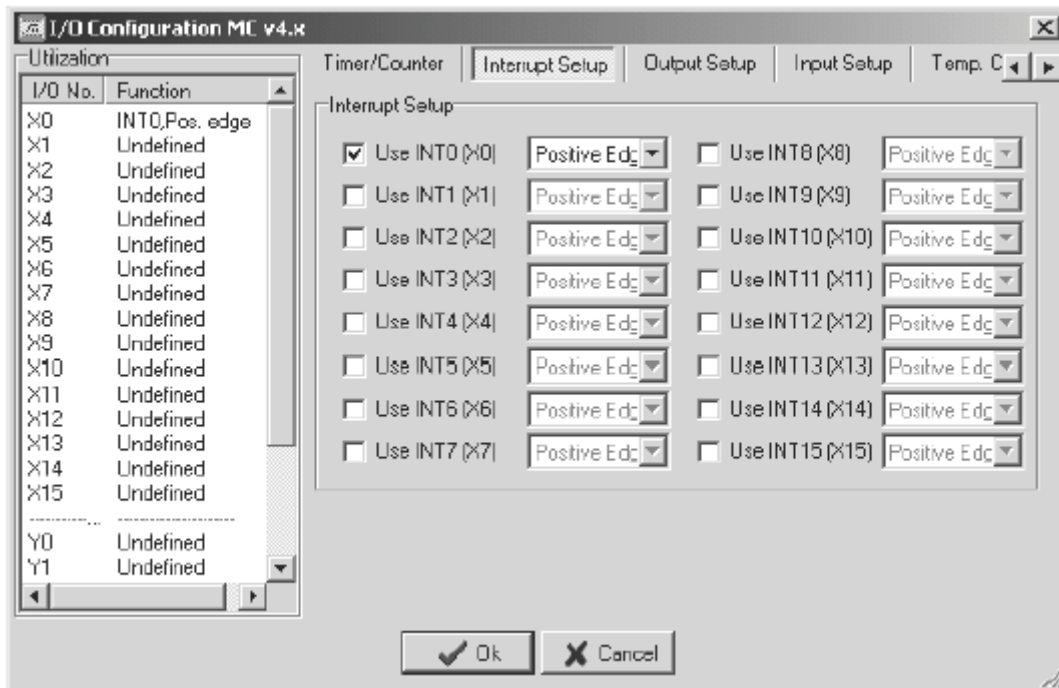 I/O Configuration MC v4.x
Utilization
I/O No. Function
X0 INT0,Pos. edge
X1 Undefined
X2 Undefined
X3 Undefined
X4 Undefined
X5 Undefined
X6 Undefined
X7 Undefined
X8 Undefined
X9 Undefined
X10 Undefined
X11 Undefined
X12 Undefined
X13 Undefined
X14 Undefined
X15 Undefined
Y0 Undefined
Y1 Undefined
Timer/Counter Interrupt Setup Output Setup Input Setup Temp. C
Interrupt Setup
Use INT0 (X0) Positive Edg Use INT8 (X8) Positive Edg
Use INT1 (X1) Positive Edg Use INT9 (X9) Positive Edg
Use INT2 (X2) Positive Edg Use INT10 (X10) Positive Edg
Use INT3 (X3) Positive Edg Use INT11 (X11) Positive Edg
Use INT4 (X4) Positive Edg Use INT12 (X12) Positive Edg
Use INT5 (X5) Positive Edg Use INT13 (X13) Positive Edg
Use INT6 (X6) Positive Edg Use INT14 (X14) Positive Edg
Use INT7 (X7) Positive Edg Use INT15 (X15) Positive Edg
Ok Cancel